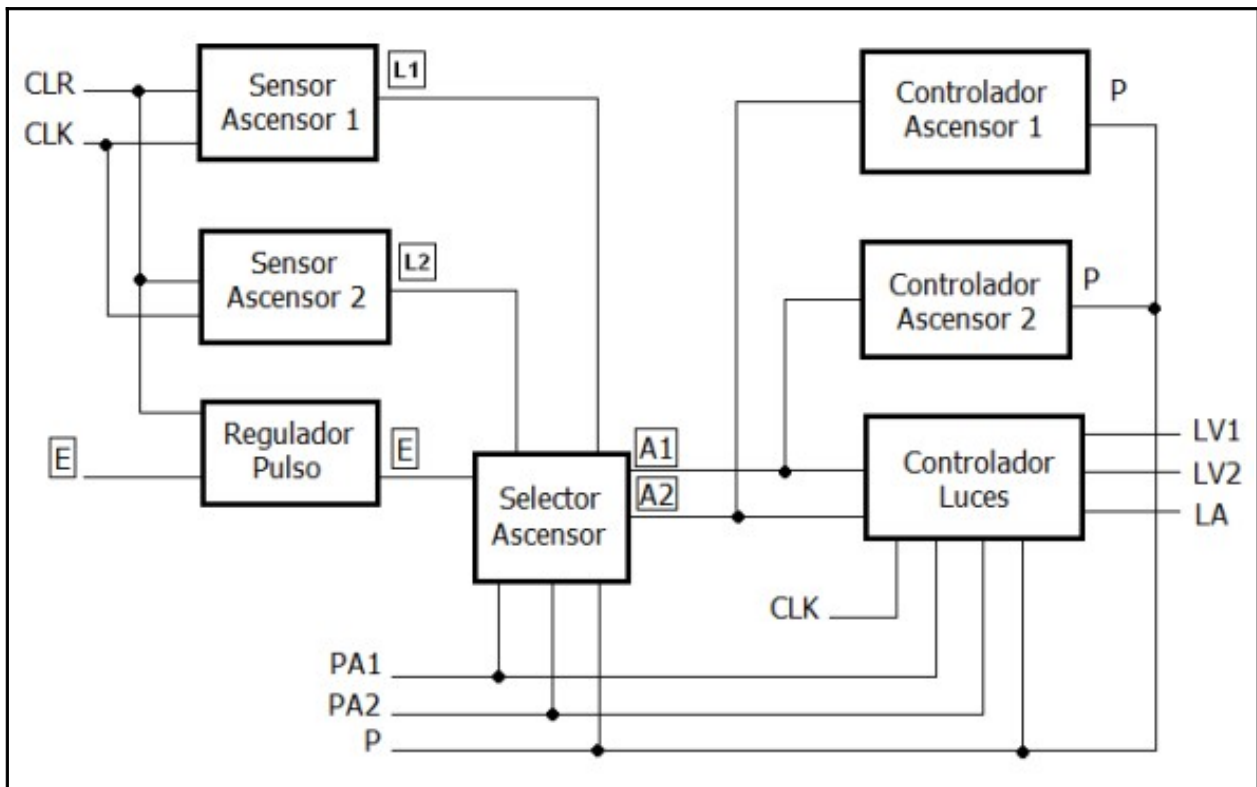 CLR
CLK
Sensor
Ascensor 1
L1
Sensor
Ascensor 2
L2
E
Regulador
Pulso
E
Selector
Ascensor
A1
A2
Controlador
Ascensor 1
P
Controlador
Ascensor 2
P
Controlador
Luces
LV1
LV2
LA
CLK
PA1
PA2
P